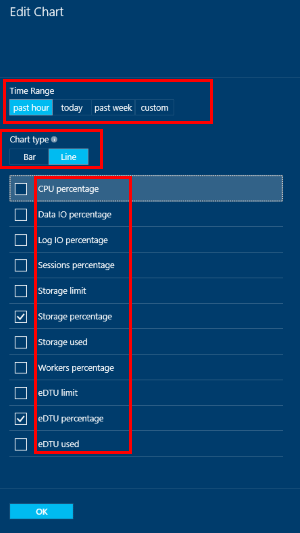 Edit Chart
Time Range
past hour today past week custom
Chart type
Bar Line
CPU percentage
Data IO percentage
Log IO percentage
Sessions percentage
Storage limit
Storage percentage
Storage used
Workers percentage
eDTU limit
eDTU percentage
eDTU used
OK